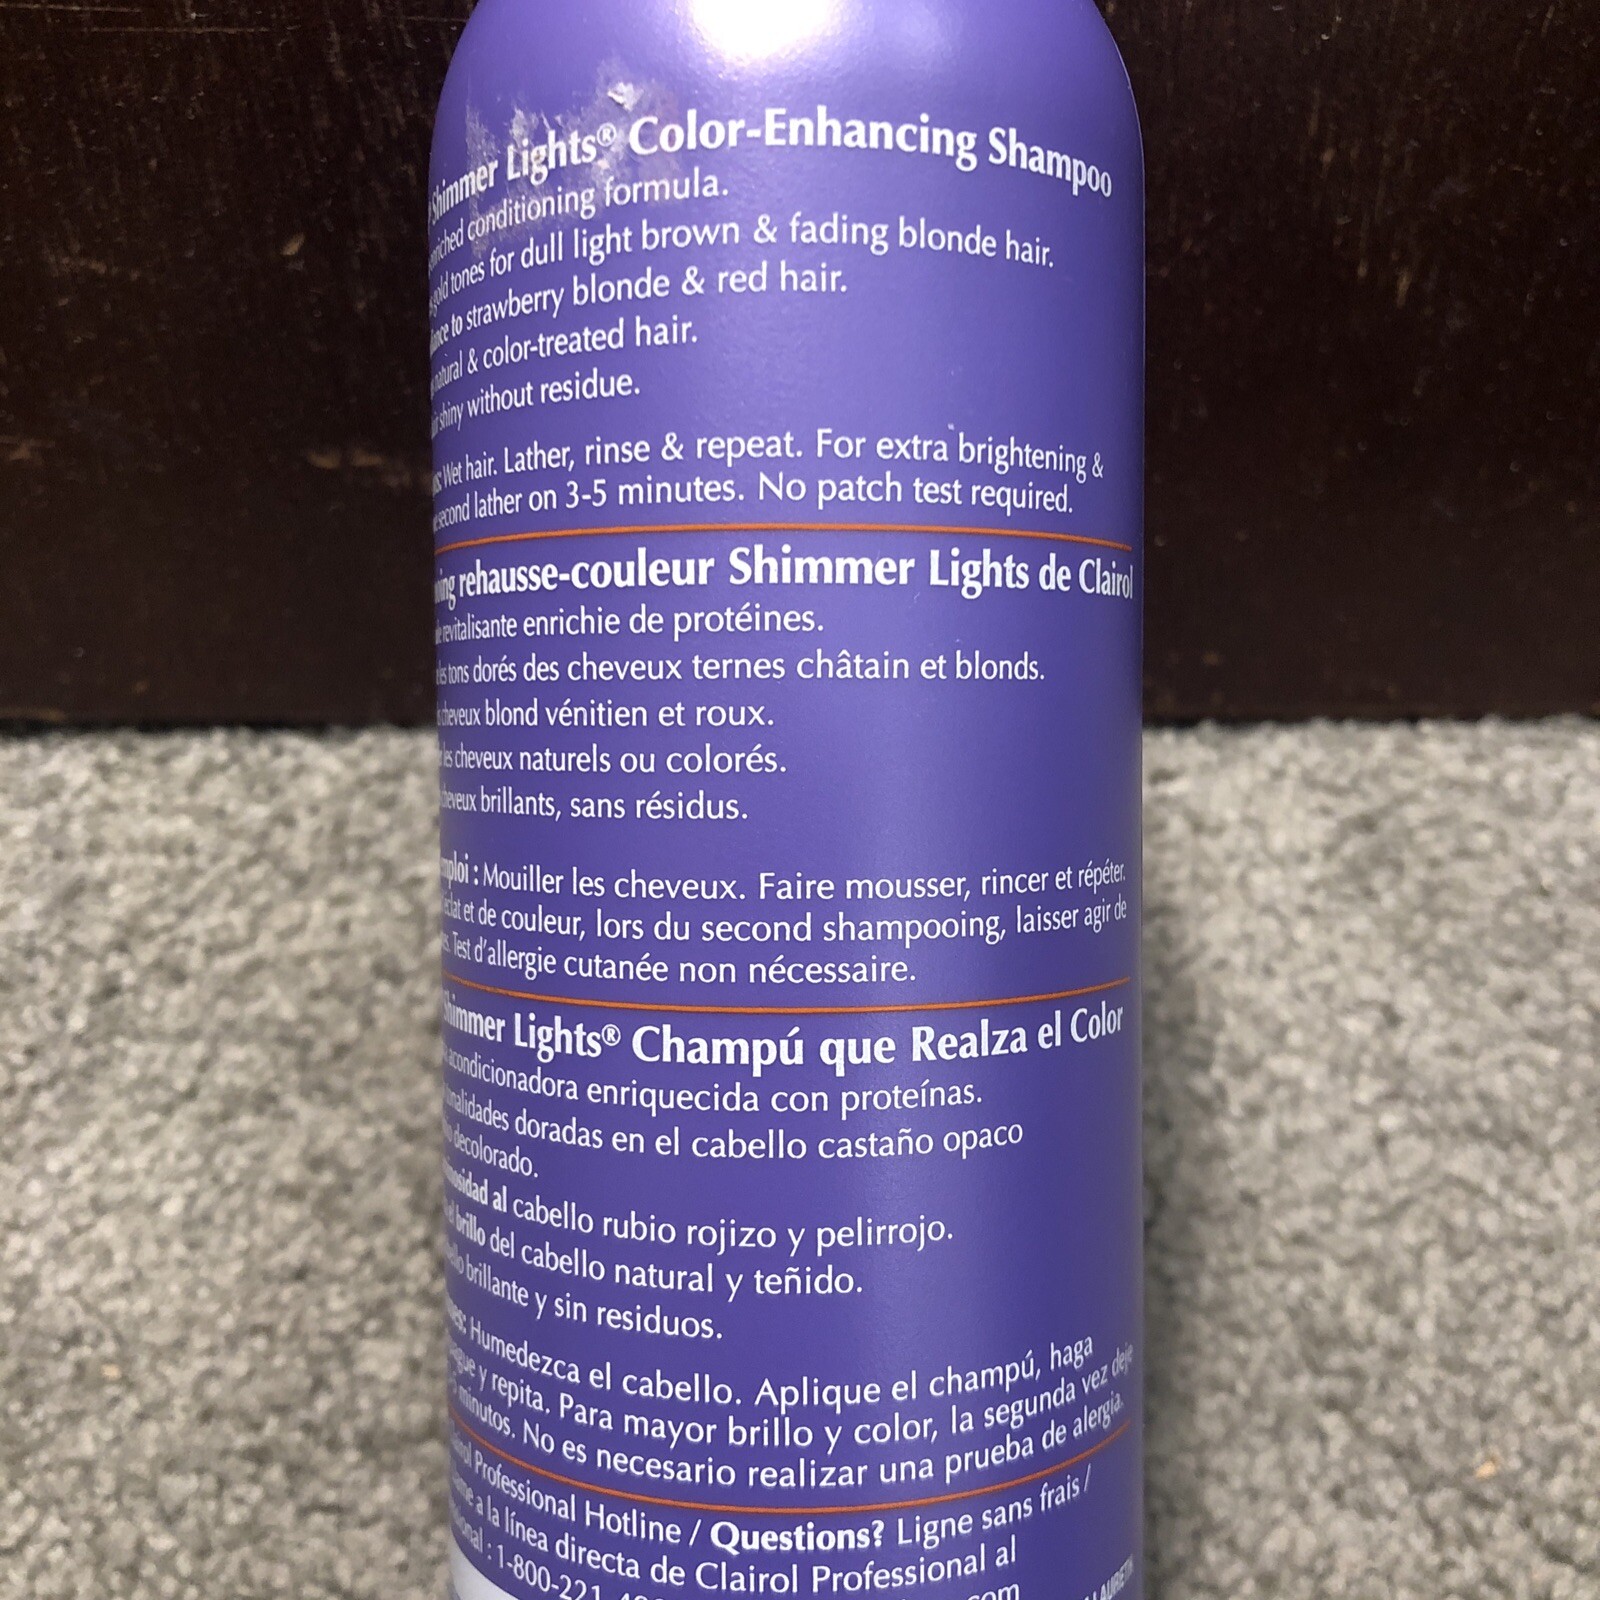 Shimmer Lights® Color-Enhancing Shampoo
conditioning formula.
gold tones for dull light brown & fading blonde hair.
to strawberry blonde & red hair.
natural & color-treated hair.
shiny without residue.
Wet hair. Lather, rinse & repeat. For extra brightening &
second lather on 3-5 minutes. No patch test required.
rehausse-couleur Shimmer Lights de Clairol
revitalisante enrichie de protéines.
tons dorés des cheveux ternes châtain et blonds.
cheveux blond vénitien et roux.
les cheveux naturels ou colorés.
cheveux brillants, sans résidus.
: Mouiller les cheveux. Faire mousser, rincer et répéter.
et de couleur, lors du second shampooing, laisser agir de
Test d'allergie cutanée non nécessaire.
Shimmer Lights® Champú que Realza el Color
acondicionadora enriquecida con proteínas.
doradas en el cabello castaño opaco
decolorado.
al cabello rubio rojizo y pelirrojo.
el brillo del cabello natural y teñido.
brillante y sin residuos.
Humedezca el cabello. Aplique el champú, haga
y repita. Para mayor brillo y color, la segunda vez deje
minutos. No es necesario realizar una prueba de alergia.
Professional Hotline / Questions? Ligne sans frais /
a la línea directa de Clairol Professional al
: 1-800-221
com